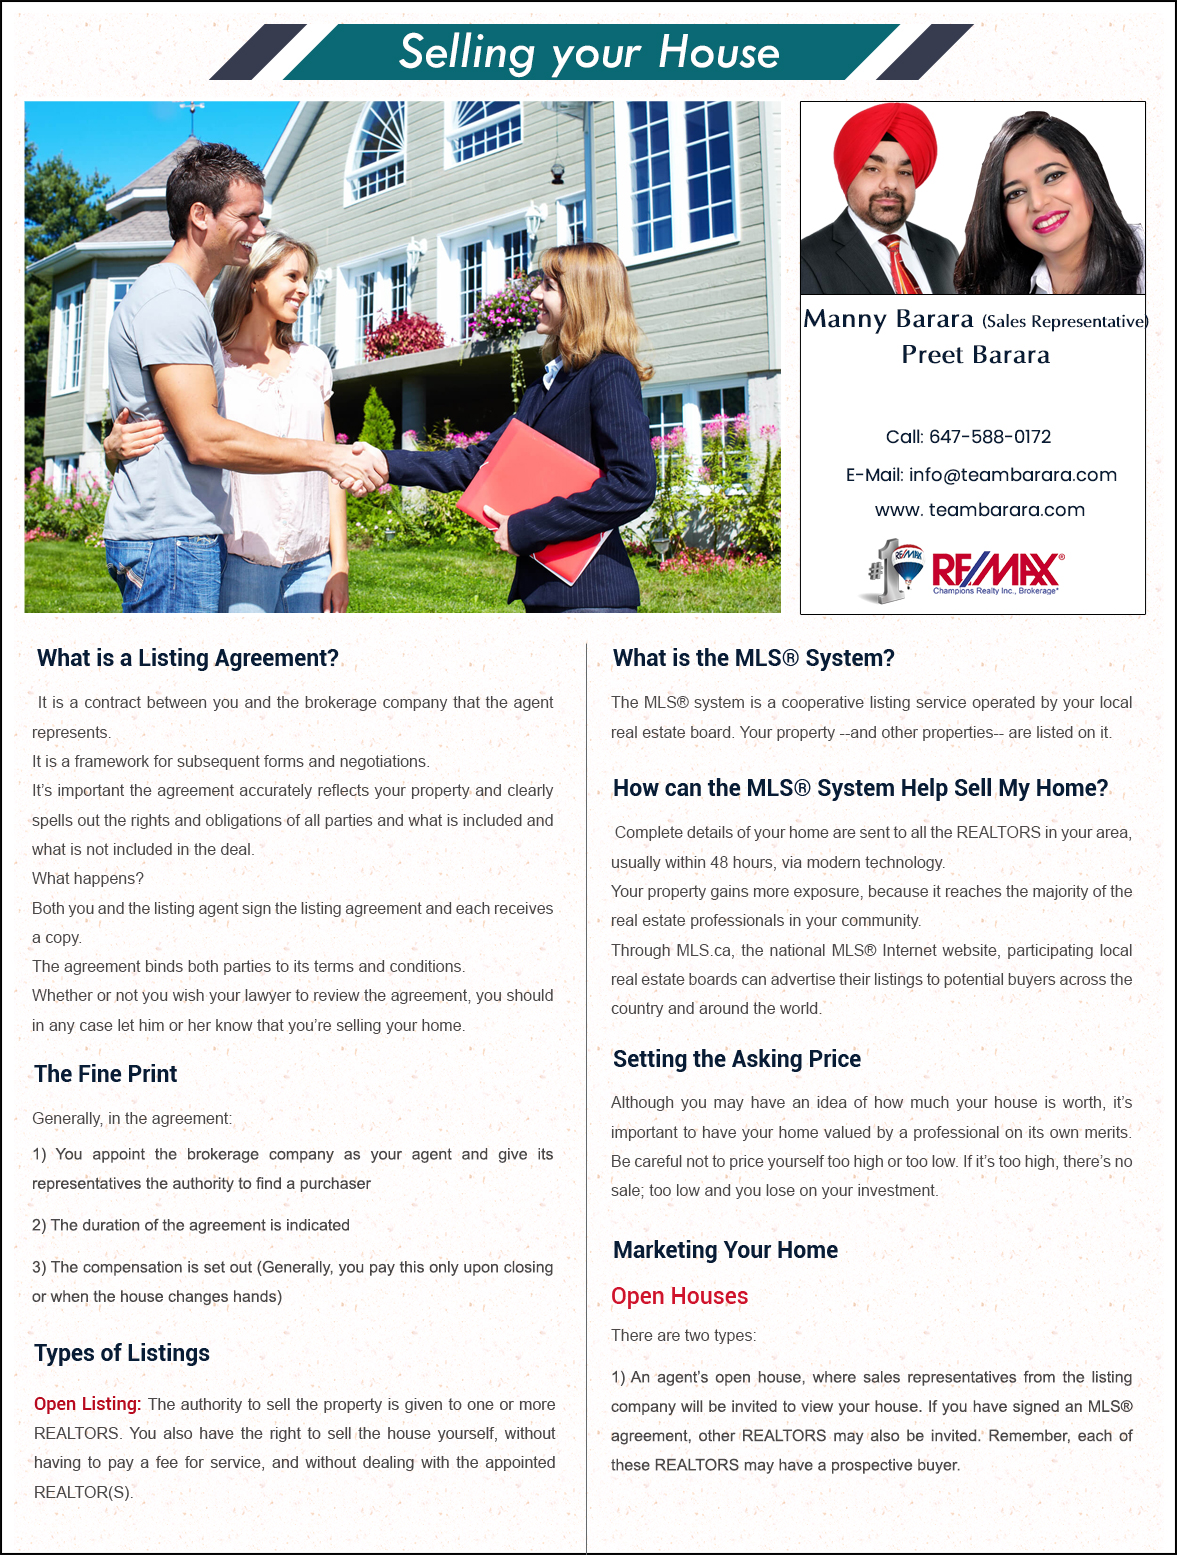 Selling your House
Manny Barara (Sales Representative)
Preet Barara
Call: 647-588-0172
E-Mail: info@teambarara.com
www. teambarara.com
#1 RE/MAX
RE/MAX®
Champions Realty Inc., Brokerage*
What is a Listing Agreement?
It is a contract between you and the brokerage company that the agent
represents.
It is a framework for subsequent forms and negotiations.
It's important the agreement accurately reflects your property and clearly
spells out the rights and obligations of all parties and what is included and
what is not included in the deal.
What happens?
Both you and the listing agent sign the listing agreement and each receives
a copy.
The agreement binds both parties to its terms and conditions.
Whether or not you wish your lawyer to review the agreement, you should
in any case let him or her know that you're selling your home.
The Fine Print
Generally, in the agreement:
1) You appoint the brokerage company as your agent and give its
representatives the authority to find a purchaser
2) The duration of the agreement is indicated
3) The compensation is set out (Generally, you pay this only upon closing
or when the house changes hands)
Types of Listings
Open Listing: The authority to sell the property is given to one or more
REALTORS. You also have the right to sell the house yourself, without
having to pay a fee for service, and without dealing with the appointed
REALTOR(S).
What is the MLS® System?
The MLS® system is a cooperative listing service operated by your local
real estate board. Your property --and other properties-- are listed on it.
How can the MLS® System Help Sell My Home?
Complete details of your home are sent to all the REALTORS in your area,
usually within 48 hours, via modern technology.
Your property gains more exposure, because it reaches the majority of the
real estate professionals in your community.
Through MLS.ca, the national MLS® Internet website, participating local
real estate boards can advertise their listings to potential buyers across the
country and around the world.
Setting the Asking Price
Although you may have an idea of how much your house is worth, it's
important to have your home valued by a professional on its own merits.
Be careful not to price yourself too high or too low. If it's too high, there's no
sale; too low and you lose on your investment.
Marketing Your Home
Open Houses
There are two types:
1) An agent's open house, where sales representatives from the listing
company will be invited to view your house. If you have signed an MLS®
agreement, other REALTORS may also be invited. Remember, each of
these REALTORS may have a prospective buyer.